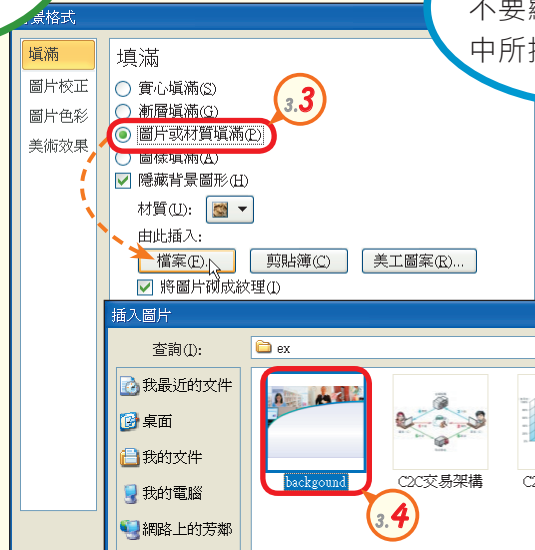 不要
中所
背景格式
填滿
圖片校正
圖片色彩
美術效果
填滿
實心填滿(S)
漸層填滿(G)
3.3
圖片或材質填滿(P)
圖樣填滿(A)
隱藏背景圖形(H)
材質(U):
由此插入:
檔案(F)...
剪貼簿(C)
美工圖案(R)...
將圖片砌成紋理(I)
插入圖片
查詢(I):
ex
我最近的文件
桌面
我的文件
我的電腦
網路上的芳鄰
backgound
C2C交易架構
C2
3.4